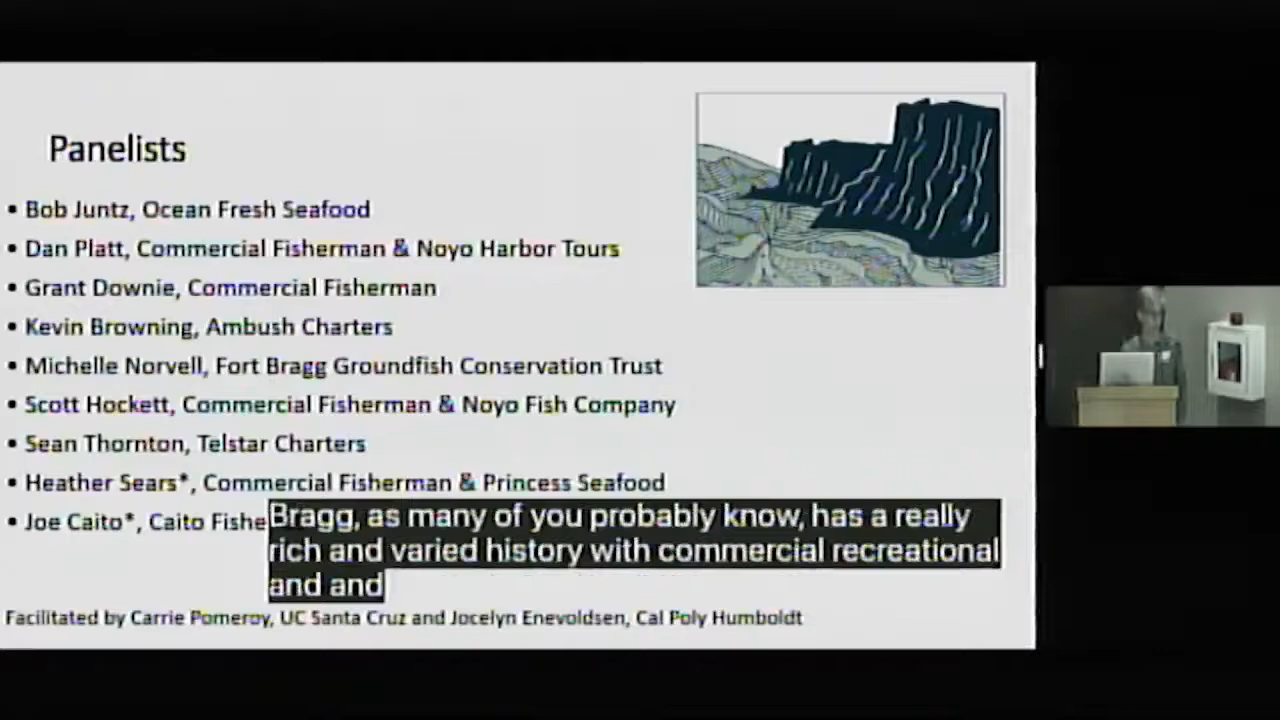 Panelists
• Bob Juntz, Ocean Fresh Seafood
• Dan Platt, Commercial Fisherman & Noyo Harbor Tours
• Grant Downie, Commercial Fisherman
• Kevin Browning, Ambush Charters
• Michelle Norvell, Fort Bragg Groundfish Conservation Trust
• Scott Hockett, Commercial Fisherman & Noyo Fish Company
• Sean Thornton, Telstar Charters
• Heather Sears*, Commercial Fisherman & Princess Seafood
• Joe Caito*, Caito
Bragg, as many of you probably know, has a really
rich and varied history with commercial recreational
and and
Facilitated by Carrie Pomeroy, UC Santa Cruz and Jocelyn Enevoldsen, Cal Poly Humboldt